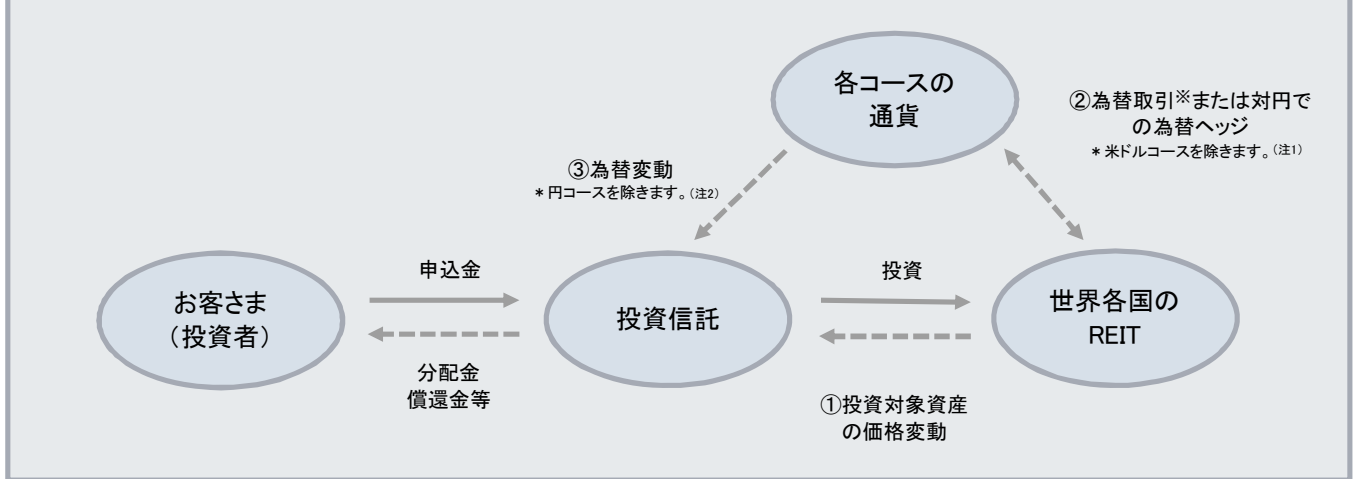 各コースの
通貨
②為替取引※または対円で
の為替ヘッジ
＊米ドルコースを除きます。(注1)
③為替変動
＊円コースを除きます。(注2)
お客さま
（投資者）
申込金
分配金
償還金等
投資信託
投資
①投資対象資産
の価格変動
世界各国の
REIT